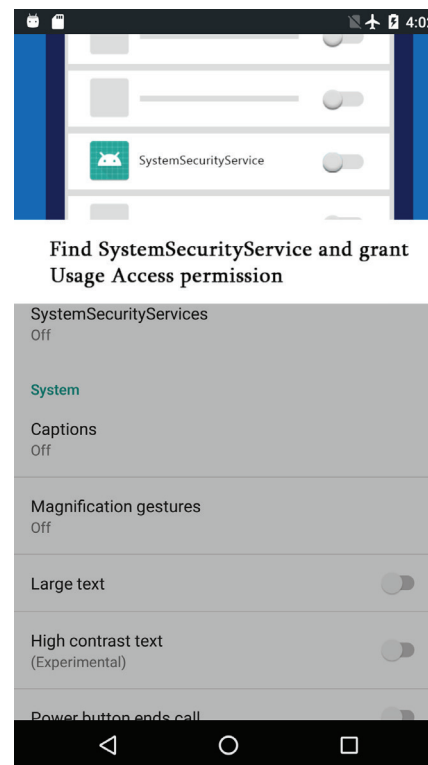 4:02
SystemSecurityService
Find SystemSecurityService and grant
Usage Access permission
SystemSecurityServices
Off
System
Captions
Off
Magnification gestures
Off
Large text
High contrast text
(Experimental)
Power button ends call